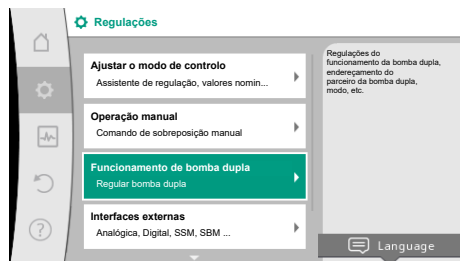 Regulações
Ajustar o modo de controlo
Assistente de regulação, valores nomin...
Operação manual
Comando de sobreposição manual
Funcionamento de bomba dupla
Regular bomba dupla
Interfaces externas
Analógica, Digital, SSM, SBM ...
Regulações do
funcionamento da bomba dupla,
endereçamento do
parceiro da bomba dupla,
modo, etc.
Language